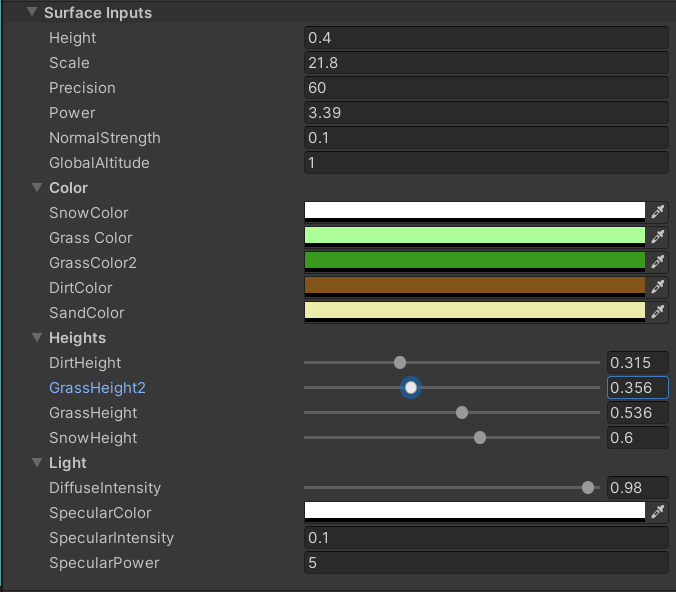 Surface Inputs
Height 0.4
Scale 21.8
Precision 60
Power 3.39
NormalStrength 0.1
GlobalAltitude 1
Color
SnowColor
Grass Color
GrassColor2
DirtColor
SandColor
Heights
DirtHeight 0.315
GrassHeight2 0.356
GrassHeight 0.536
SnowHeight 0.6
Light
DiffuseIntensity 0.98
SpecularColor
SpecularIntensity 0.1
SpecularPower 5